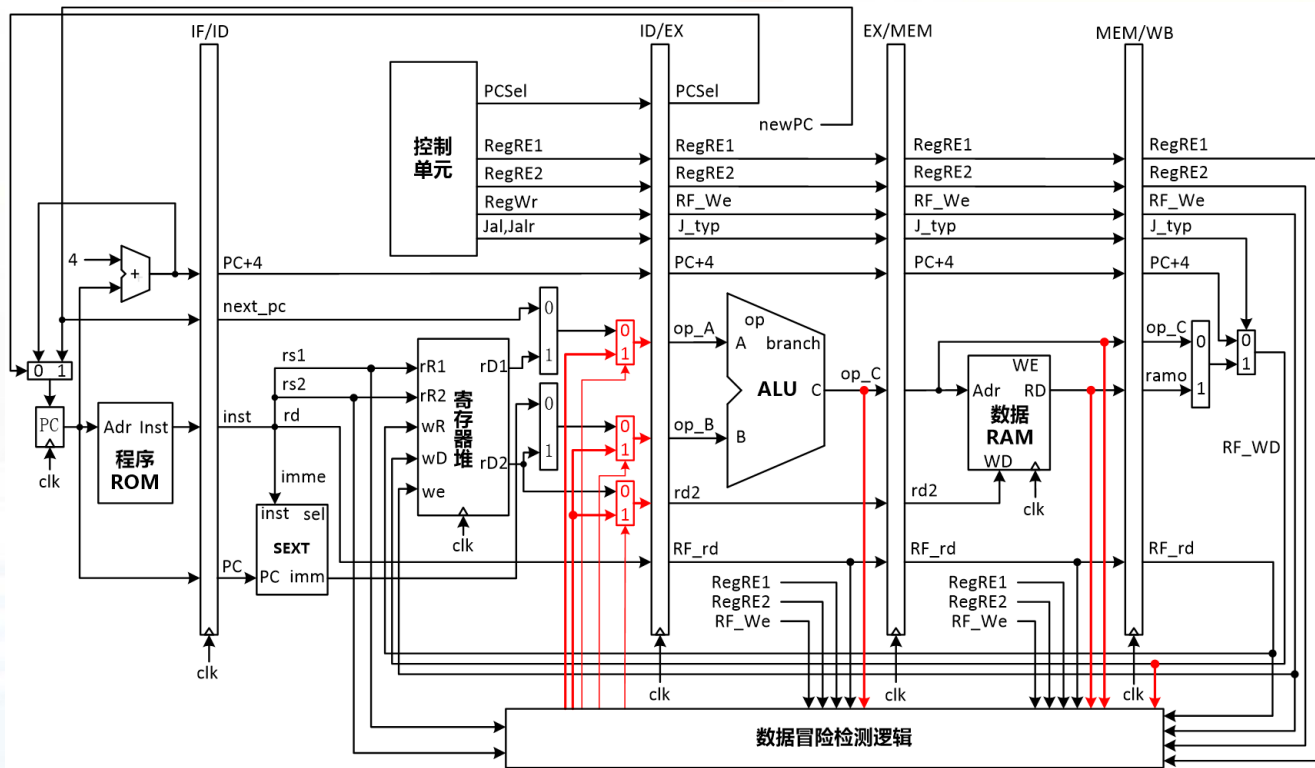 IF/ID
ID/EX
EX/MEM
MEM/WB
控制
单元
PCSel
PCSel
newPC
RegRE1
RegRE1
RegRE1
RegRE1
RegRE2
RegRE2
RegRE2
RegRE2
RegWr
RF_We
RF_We
RF_We
Jal,Jalr
J_typ
J_typ
J_typ
4
+
PC+4
PC+4
PC+4
PC+4
next_pc
0
1
0
1
op_A
op
A
branch
ALU
C
op_C
B
op_C
0
1
0
1
ramo
WE
Adr
RD
数据
RAM
WD
clk
RF_WD
0 1
PC
clk
Adr Inst
程序
ROM
inst
rs1
rs2
rd
imme
rR1
rD1
rR2
寄
存
器
堆
wR
wD
rD2
we
clk
0
1
0
1
op_B
0
1
rd2
rd2
inst sel
SEXT
PC imm
PC
RF_rd
RF_rd
RF_rd
RegRE1
RegRE2
RF_We
RegRE1
RegRE2
RF_We
clk
clk
clk
clk
数据冒险检测逻辑